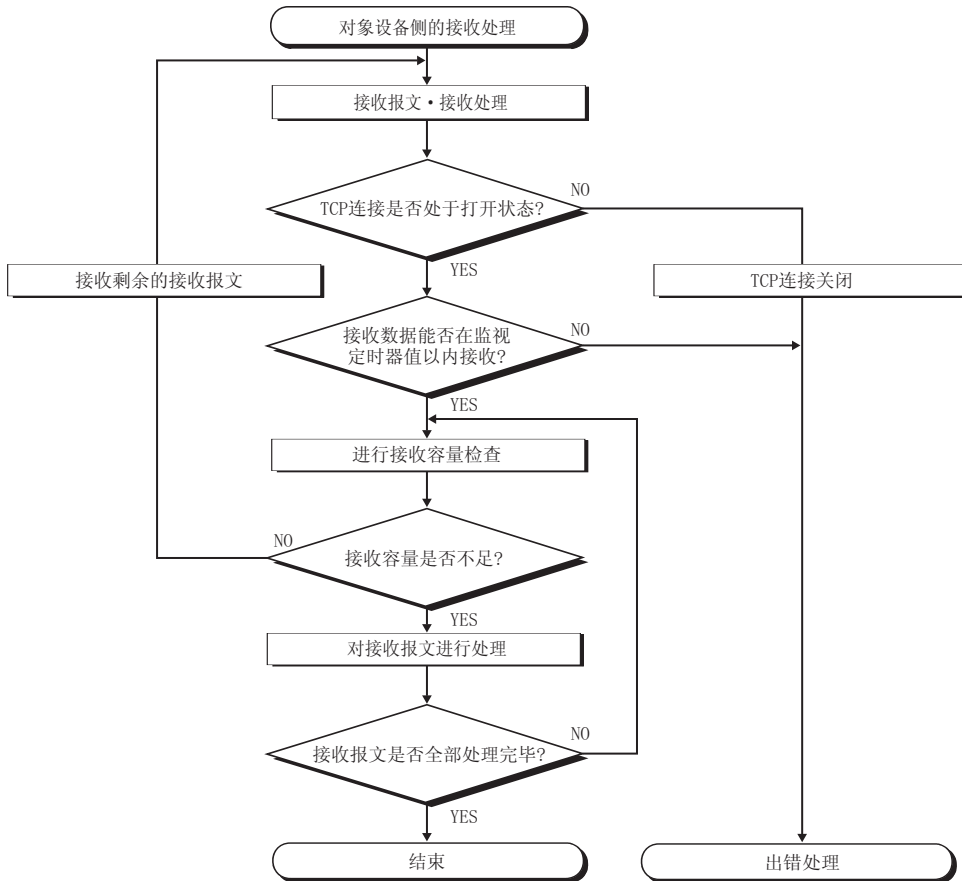 对象设备侧的接收处理
接收报文·接收处理
TCP连接是否处于打开状态?
NO
YES
接收剩余的接收报文
TCP连接关闭
接收数据能否在监视
定时器值以内接收?
NO
YES
进行接收容量检查
NO
接收容量是否不足?
YES
对接收报文进行处理
接收报文是否全部处理完毕?
NO
YES
结束
出错处理